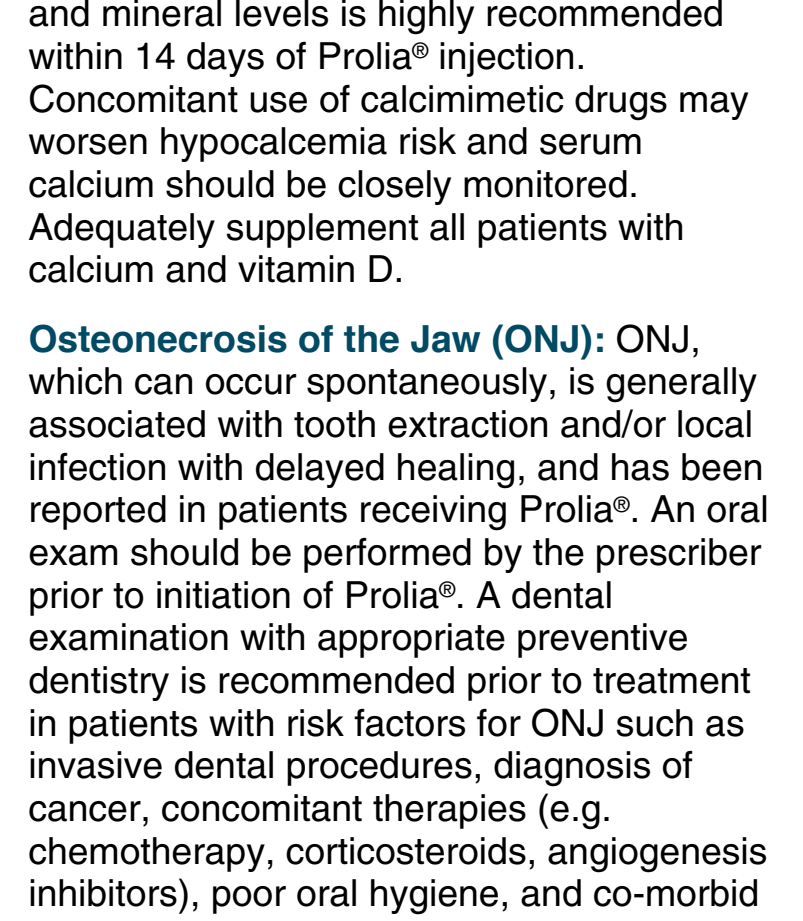 and mineral levels is highly recommended
within 14 days of Prolia® injection.
Concomitant use of calcimimetic drugs may
worsen hypocalcemia risk and serum
calcium should be closely monitored.
Adequately supplement all patients with
calcium and vitamin D.
Osteonecrosis of the Jaw (ONJ): ONJ,
which can occur spontaneously, is generally
associated with tooth extraction and/or local
infection with delayed healing, and has been
reported in patients receiving Prolia®. An oral
exam should be performed by the prescriber
prior to initiation of Prolia®. A dental
examination with appropriate preventive
dentistry is recommended prior to treatment
in patients with risk factors for ONJ such as
invasive dental procedures, diagnosis of
cancer, concomitant therapies (e.g.
chemotherapy, corticosteroids, angiogenesis
inhibitors), poor oral hygiene, and co-morbid